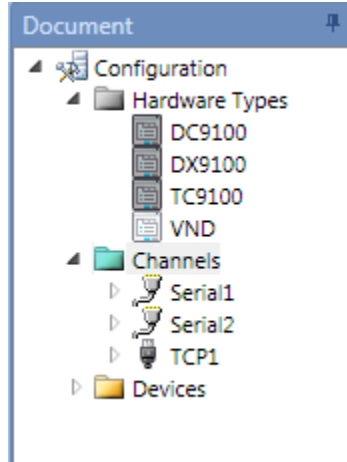 Document
Configuration
Hardware Types
DC9100
DX9100
TC9100
VND
Channels
Serial1
Serial2
TCP1
Devices